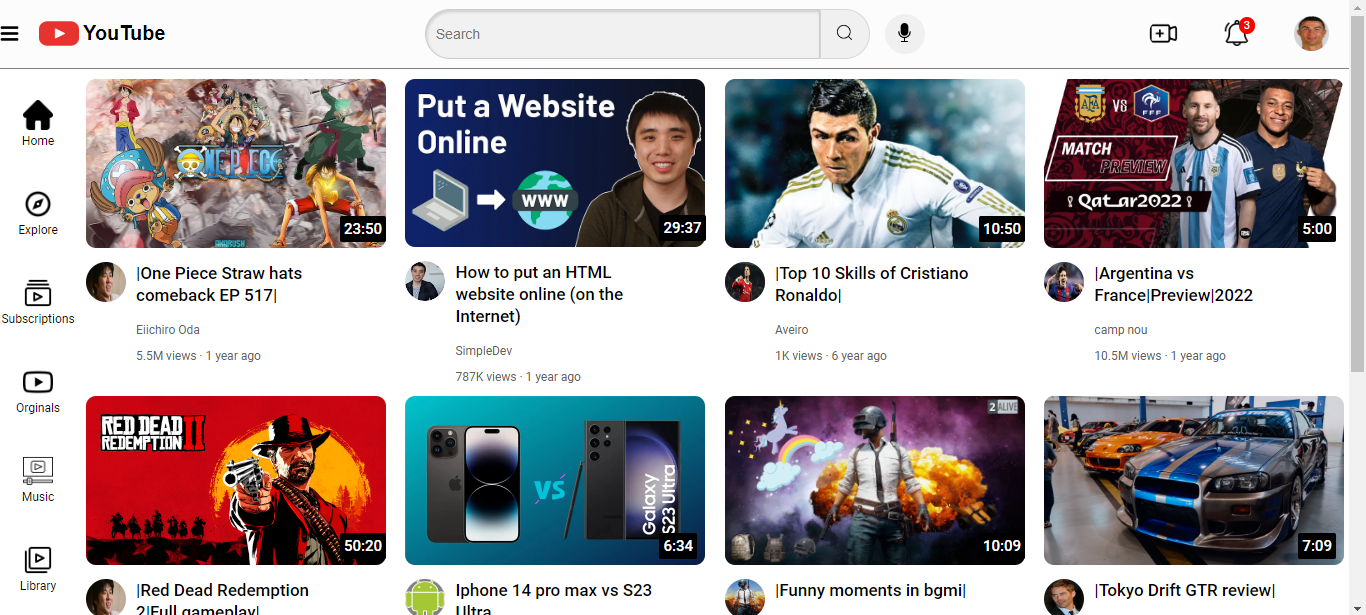 YouTube
Search
3
Home
Explore
Subscriptions
Orginals
Music
Library
ONE PIECE
23:50
|One Piece Straw hats
comeback EP 517|
Eiichiro Oda
5.5M views · 1 year ago
Put a Website
Online
WWW
29:37
How to put an HTML
website online (on the
Internet)
SimpleDev
787K views · 1 year ago
10:50
|Top 10 Skills of Cristiano
Ronaldo|
Aveiro
1K views · 6 year ago
AFA
VS
FFF
MATCH
PREVIEW
Qatar2022
10
5:00
|Argentina vs
France|Preview|2022
camp nou
10.5M views · 1 year ago
RED DEAD
REDEMPTION II
50:20
|Red Dead Redemption
2|Full gameplay|
VS
Galaxy
S23 Ultra
6:34
Iphone 14 pro max vs S23
Ultra
2 ALIVE
10:09
|Funny moments in bgmi|
7:09
|Tokyo Drift GTR review|